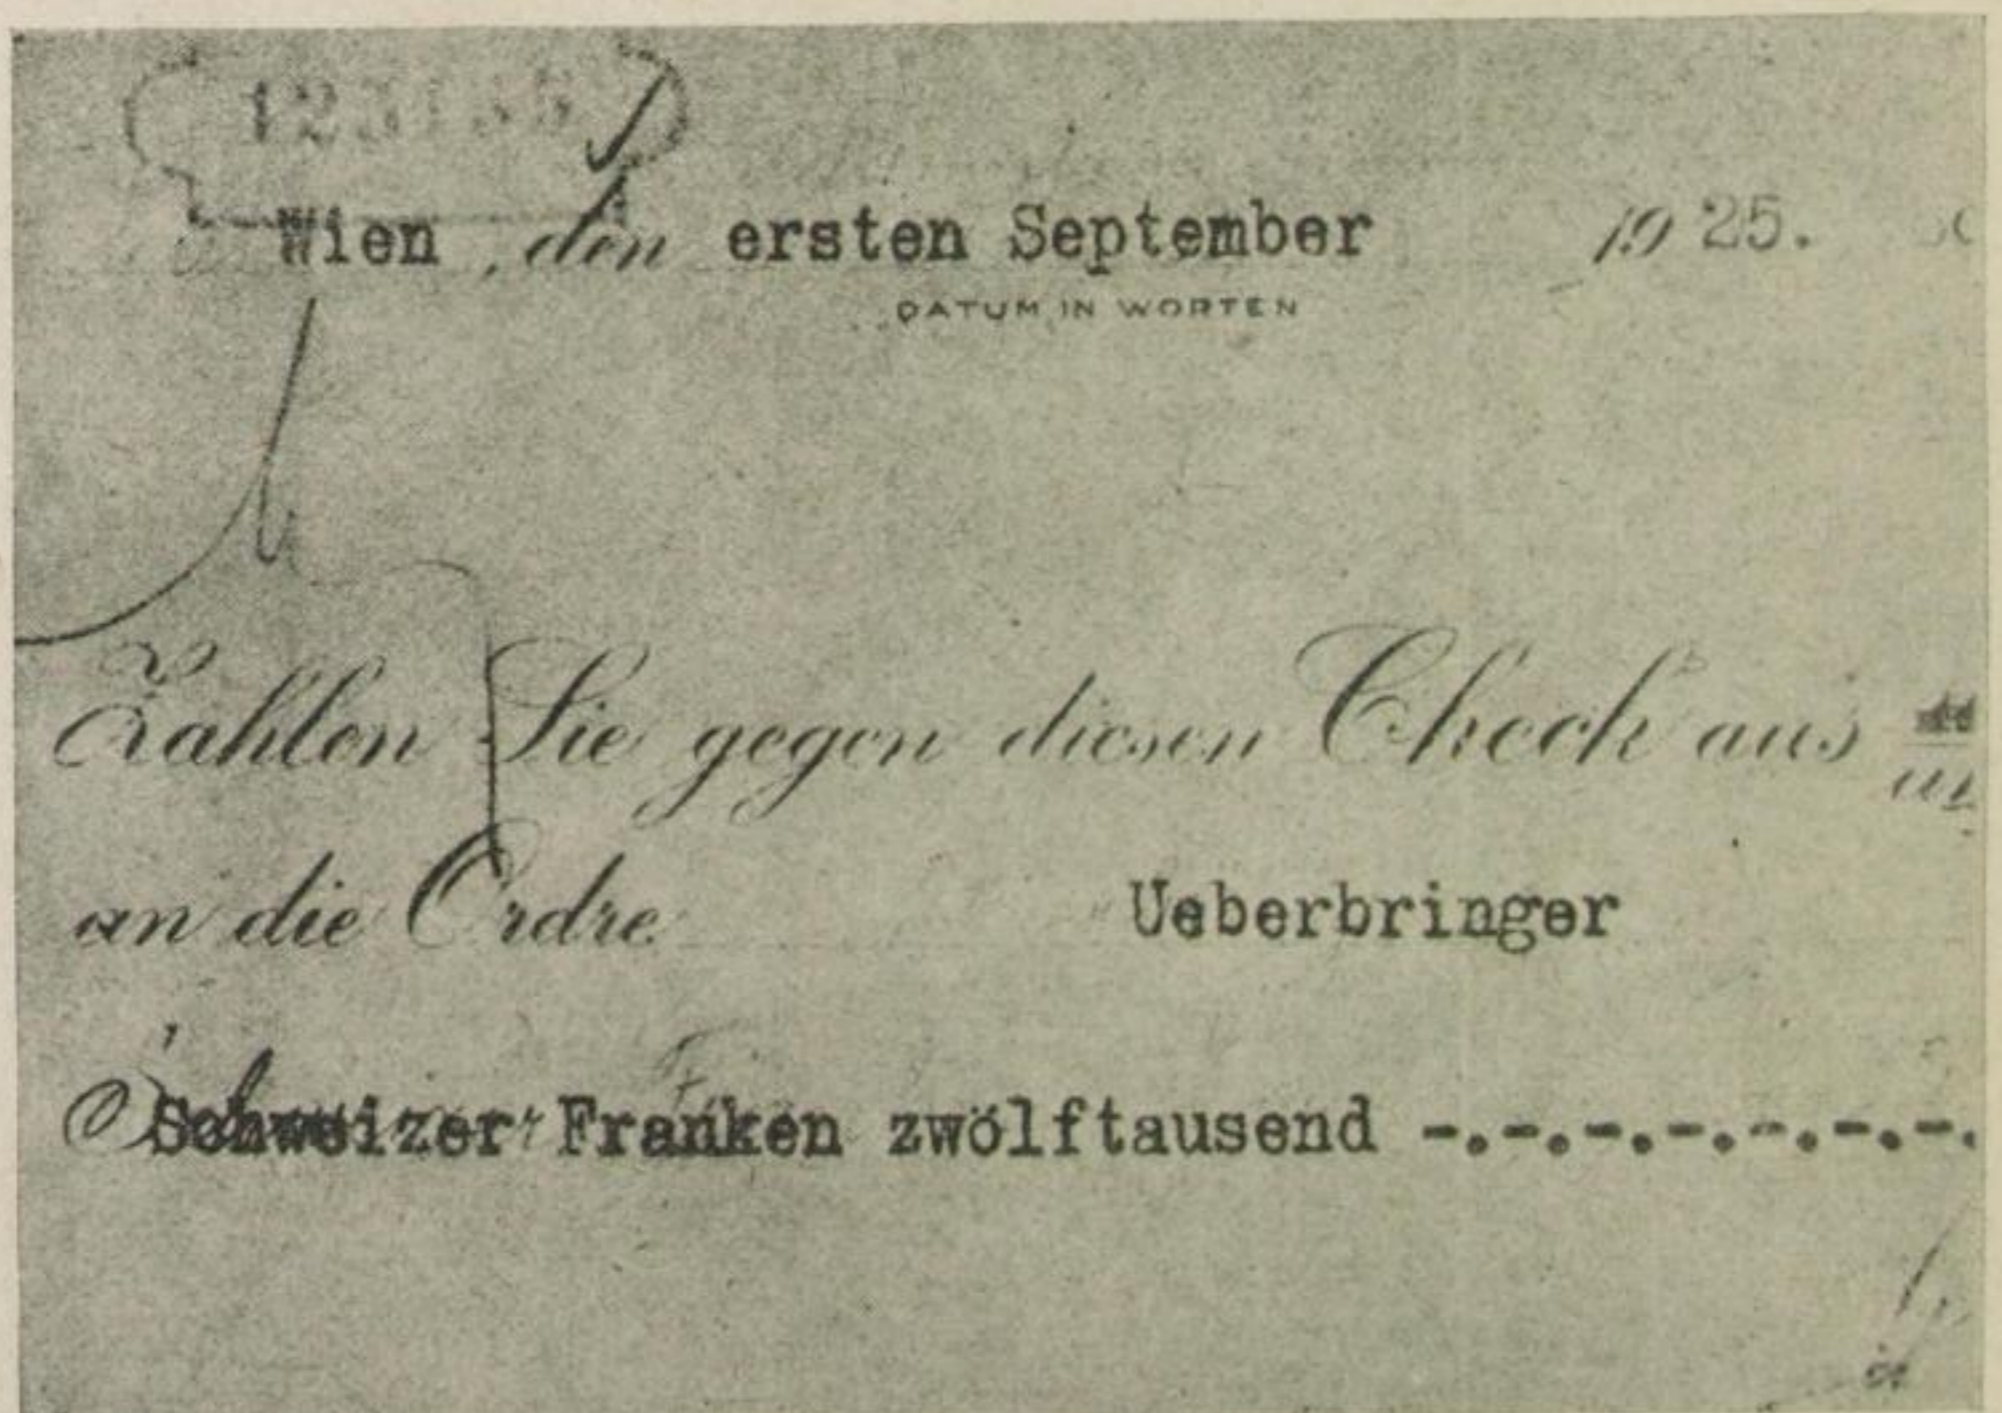 Wien, den ersten September 1925.
DATUM IN WORTEN
Zahlen Sie gegen diesen Check aus
an die Ordre Ueberbringer
Schweizer Franken zwölftausend -.-.-.-.-.-.-.